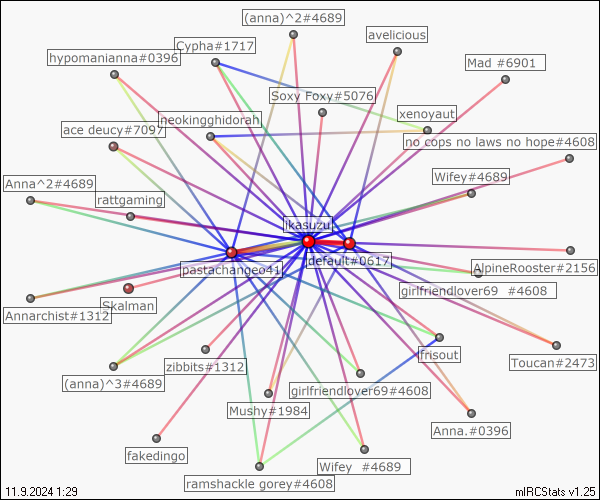 (anna)^2#4689
avelicious
Cypha#1717
hypomanianna#0396
Mad #6901
Soxy Foxy#5076
xenoyaut
neokingghidorah
ace deucy#7097
no cops no laws no hope#4608
Wifey#4689
Anna^2#4689
rattgaming
ikasuzu
default#0617
pastachangeo41
AlpineRooster#2156
girlfriendlover69 #4608
Skalman
Annarchist#1312
frisout
Toucan#2473
zibbits#1312
(anna)^3#4689
girlfriendlover69#4608
Mushy#1984
Anna.#0396
fakedingo
Wifey #4689
ramshackle gorey#4608
11.9.2024 1:29
mIRCStats v1.25